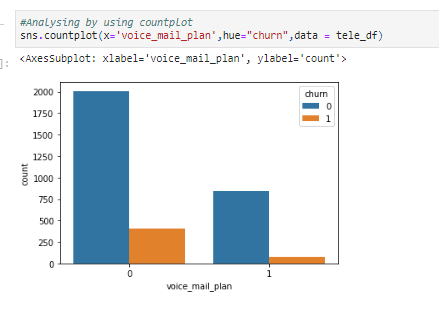 #Analysing by using countplot
sns.countplot(x='voice_mail_plan',hue="churn",data = tele_df)
]: <AxesSubplot: xlabel='voice_mail_plan', ylabel='count'>
churn
0
1
2000
1750
1500
1250
1000
750
500
250
0
count
0 1
voice_mail_plan